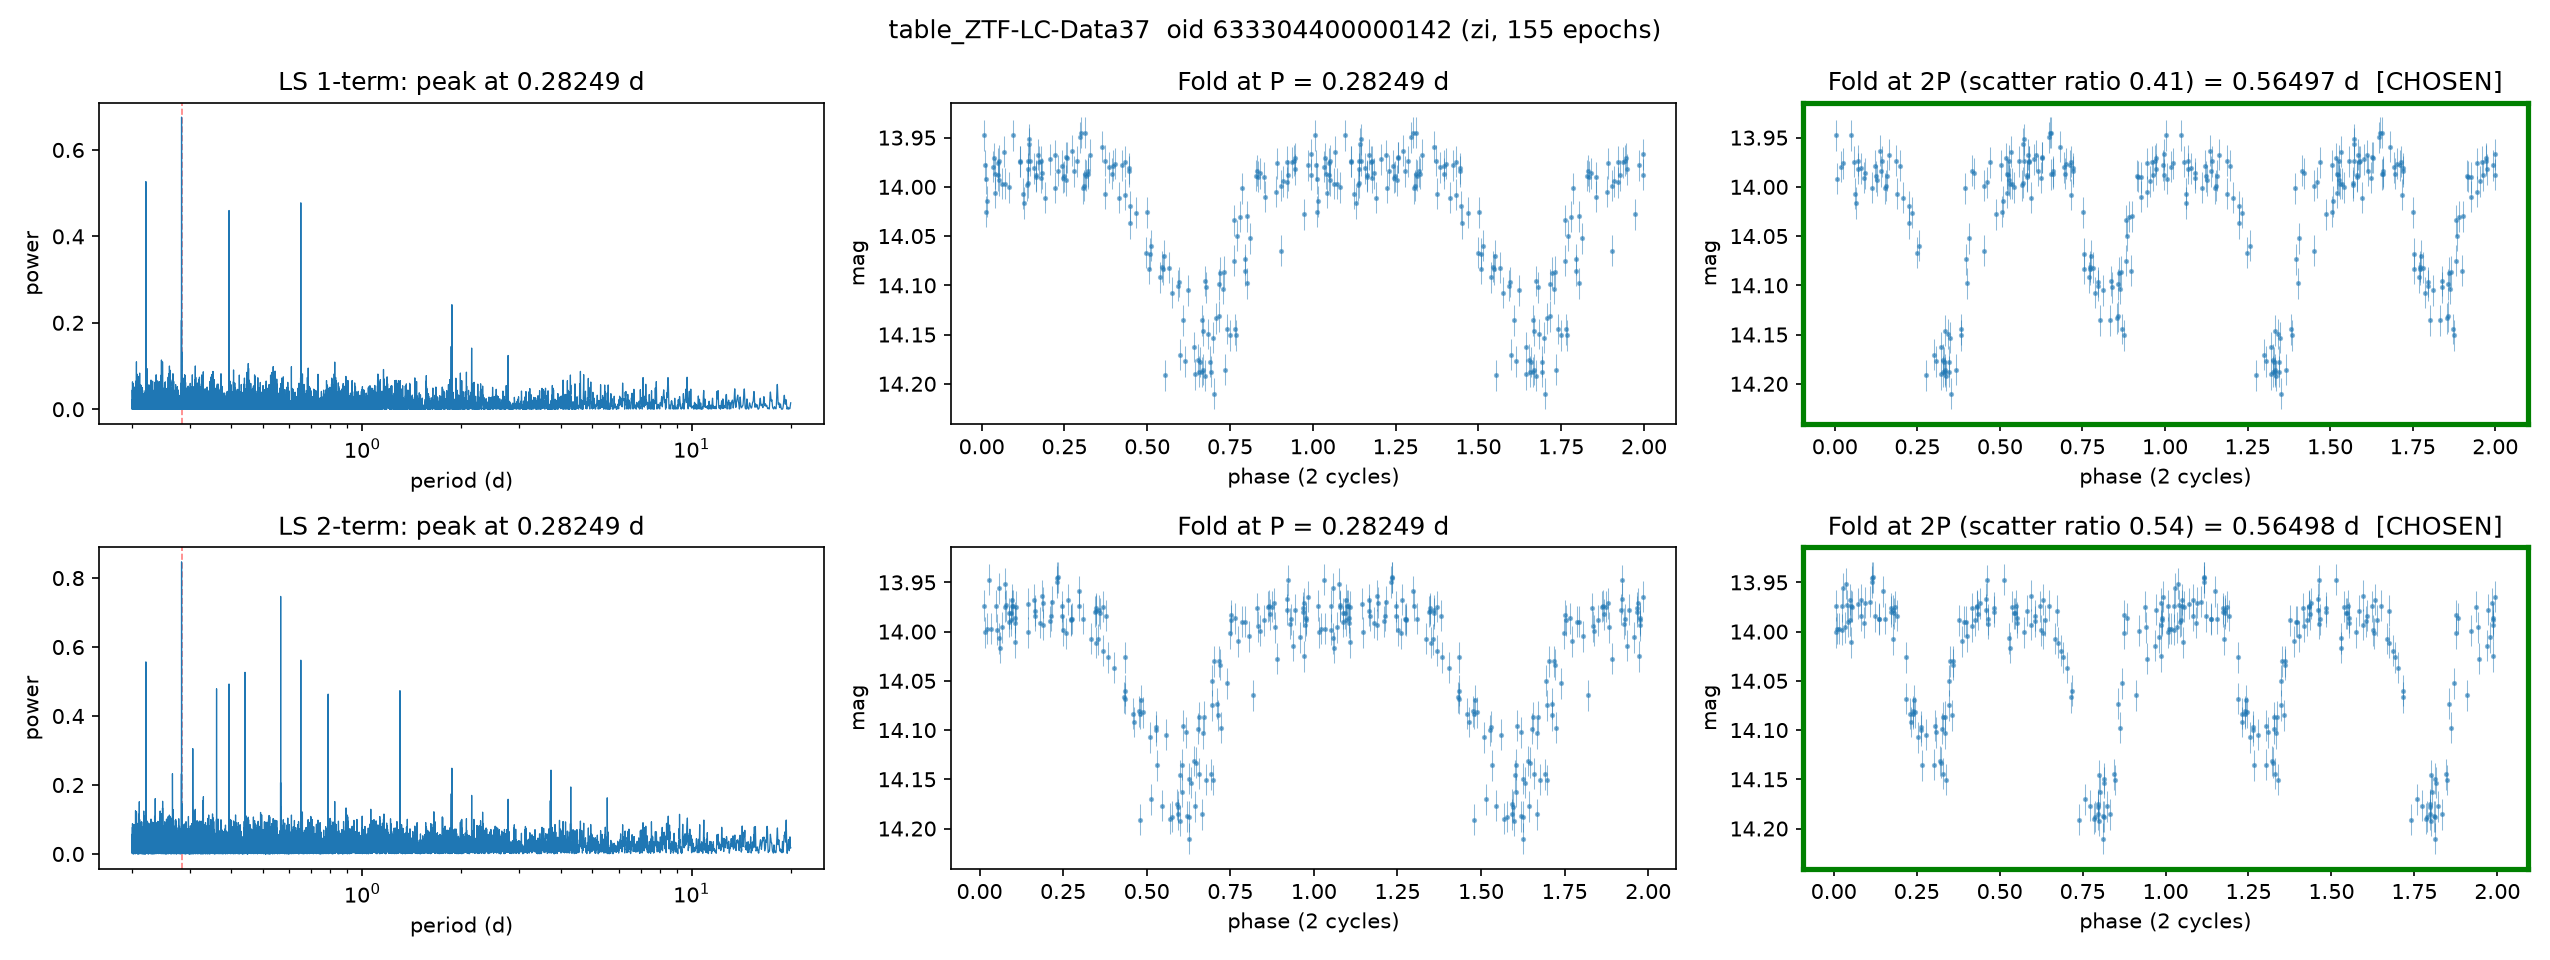 table_ZTF-LC-Data37  oid 633304400000142 (zi, 155 epochs)
LS 1-term: peak at 0.28249 d
power
0.6
0.4
0.2
0.0
10⁰
10¹
period (d)
Fold at P = 0.28249 d
mag
13.95
14.00
14.05
14.10
14.15
14.20
0.00 0.25 0.50 0.75 1.00 1.25 1.50 1.75 2.00
phase (2 cycles)
Fold at 2P (scatter ratio 0.41) = 0.56497 d  [CHOSEN]
mag
13.95
14.00
14.05
14.10
14.15
14.20
0.00 0.25 0.50 0.75 1.00 1.25 1.50 1.75 2.00
phase (2 cycles)
LS 2-term: peak at 0.28249 d
power
0.8
0.6
0.4
0.2
0.0
10⁰
10¹
period (d)
Fold at P = 0.28249 d
mag
13.95
14.00
14.05
14.10
14.15
14.20
0.00 0.25 0.50 0.75 1.00 1.25 1.50 1.75 2.00
phase (2 cycles)
Fold at 2P (scatter ratio 0.54) = 0.56498 d  [CHOSEN]
mag
13.95
14.00
14.05
14.10
14.15
14.20
0.00 0.25 0.50 0.75 1.00 1.25 1.50 1.75 2.00
phase (2 cycles)